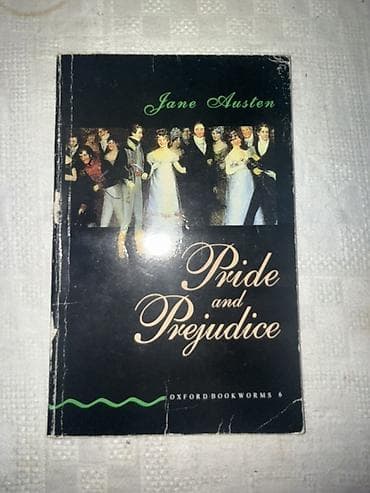 Jane Austen
Pride
and
Prejudice
OXFORD BOOKWORMS 6